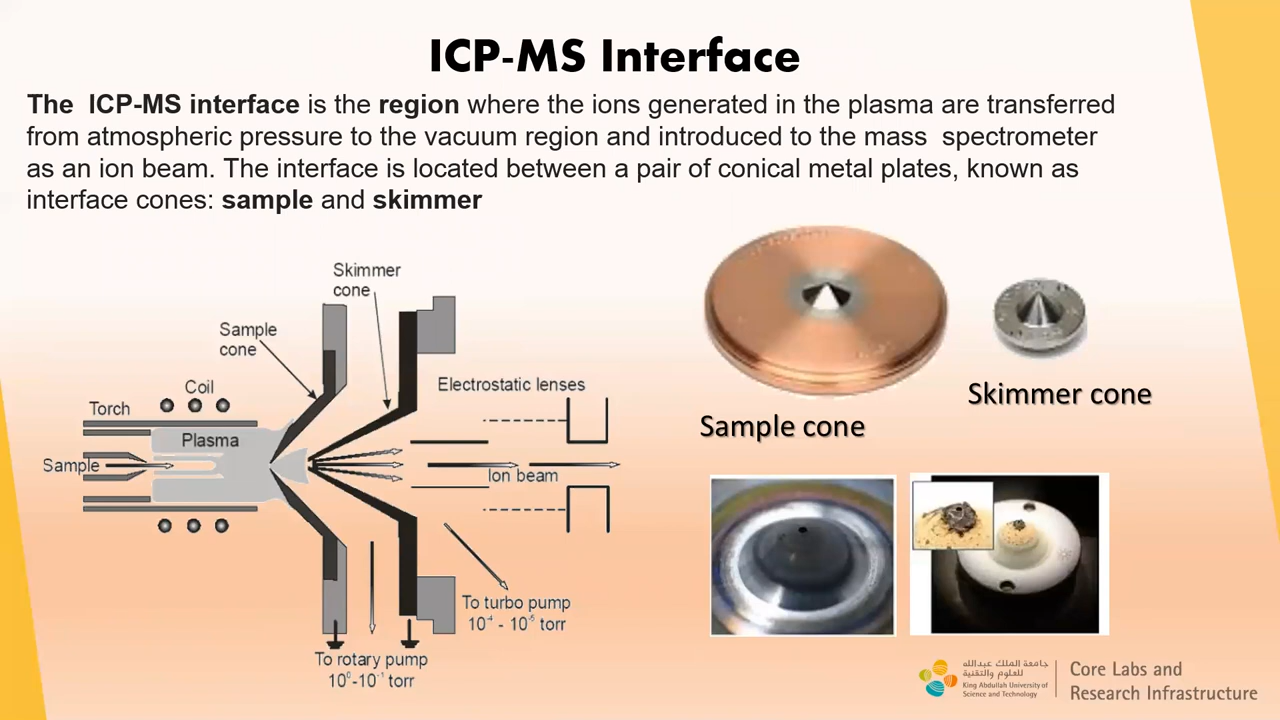 ICP-MS Interface
The ICP-MS interface is the region where the ions generated in the plasma are transferred
from atmospheric pressure to the vacuum region and introduced to the mass spectrometer
as an ion beam. The interface is located between a pair of conical metal plates, known as
interface cones: sample and skimmer
Skimmer
cone
Sample
cone
Coil
Torch
Plasma
Sample
Electrostatic lenses
Ion beam
To turbo pump
10⁻⁴ - 10⁻⁵ torr
To rotary pump
10⁰-10⁻¹ torr
Sample cone
Skimmer cone
جامعة الملك عبدالله
للعلوم والتقنية
King Abdullah University of
Science and Technology
Core Labs and
Research Infrastructure